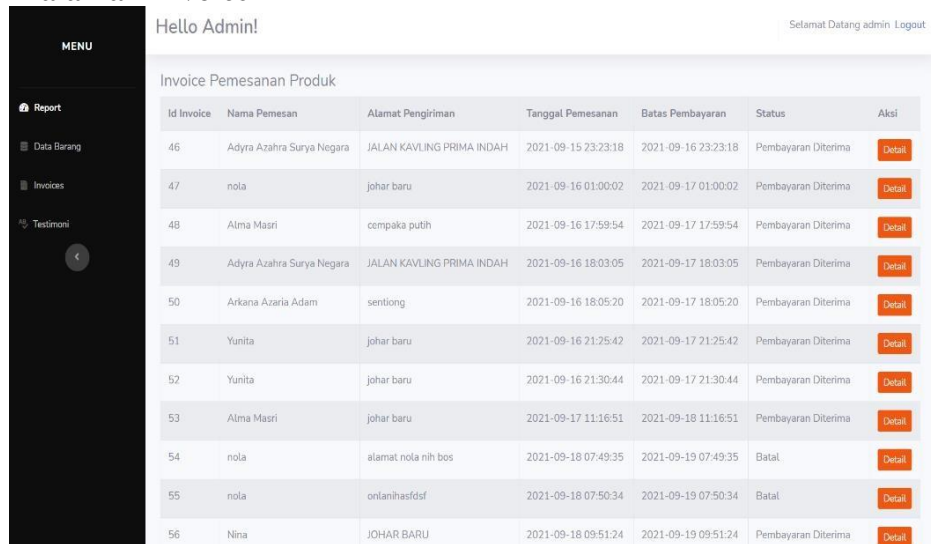 Hello Admin!
Selamat Datang admin Logout
MENU
Report
Data Barang
Invoices
Testimoni
Invoice Pemesanan Produk
Id Invoice Nama Pemesan Alamat Pengiriman Tanggal Pemesanan Batas Pembayaran Status Aksi
46 Adyra Azahra Surya Negara JALAN KAVLING PRIMA INDAH 2021-09-15 23:23:18 2021-09-16 23:23:18 Pembayaran Diterima Detail
47 nola johar baru 2021-09-16 01:00:02 2021-09-17 01:00:02 Pembayaran Diterima Detail
48 Alma Masri cempaka putih 2021-09-16 17:59:54 2021-09-17 17:59:54 Pembayaran Diterima Detail
49 Adyra Azahra Surya Negara JALAN KAVLING PRIMA INDAH 2021-09-16 18:03:05 2021-09-17 18:03:05 Pembayaran Diterima Detail
50 Arkana Azaria Adam sentiong 2021-09-16 18:05:20 2021-09-17 18:05:20 Pembayaran Diterima Detail
51 Yunita johar baru 2021-09-16 21:25:42 2021-09-17 21:25:42 Pembayaran Diterima Detail
52 Yunita johar baru 2021-09-16 21:30:44 2021-09-17 21:30:44 Pembayaran Diterima Detail
53 Alma Masri johar baru 2021-09-17 11:16:51 2021-09-18 11:16:51 Pembayaran Diterima Detail
54 nola alamat nola nih bos 2021-09-18 07:49:35 2021-09-19 07:49:35 Batal Detail
55 nola onlanihasfdsf 2021-09-18 07:50:34 2021-09-19 07:50:34 Batal Detail
56 Nina JOHAR BARU 2021-09-18 09:51:24 2021-09-19 09:51:24 Pembayaran Diterima Detail